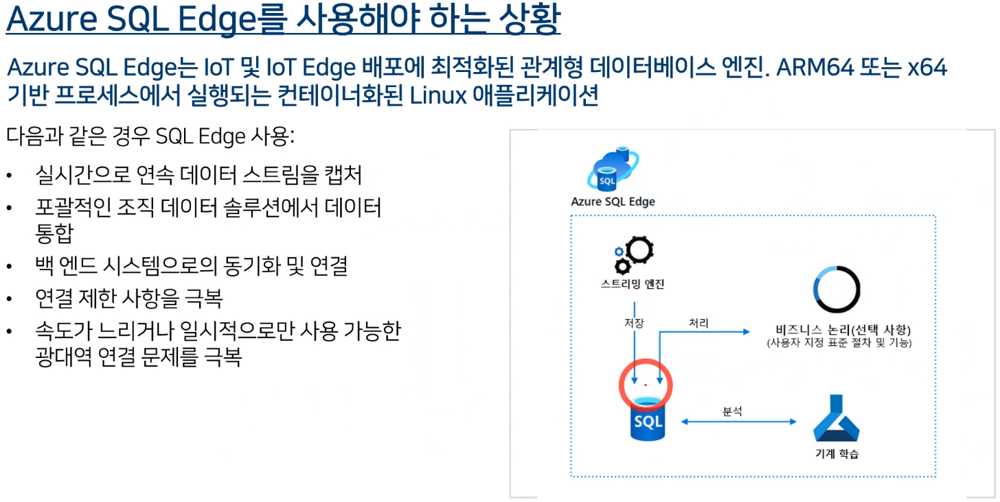 Azure SQL Edge를 사용해야 하는 상황
Azure SQL Edge는 IoT 및 IoT Edge 배포에 최적화된 관계형 데이터베이스 엔진. ARM64 또는 x64
기반 프로세스에서 실행되는 컨테이너화된 Linux 애플리케이션
다음과 같은 경우 SQL Edge 사용:
• 실시간으로 연속 데이터 스트림을 캡처
• 포괄적인 조직 데이터 솔루션에서 데이터
통합
• 백 엔드 시스템으로의 동기화 및 연결
• 연결 제한 사항을 극복
• 속도가 느리거나 일시적으로만 사용 가능한
광대역 연결 문제를 극복
SQL
Azure SQL Edge
스트리밍 엔진
저장
처리
비즈니스 논리(선택 사항)
(사용자 지정 표준 절차 및 기능)
SQL
분석
기계 학습